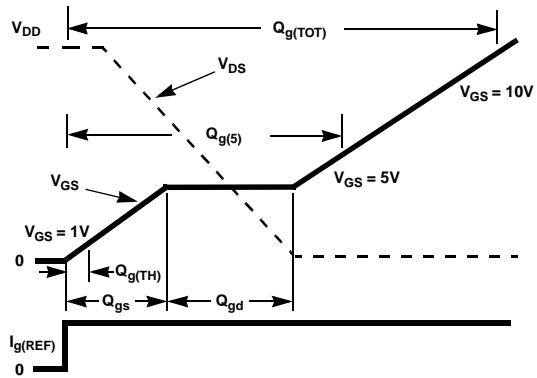 V_DD
Q_g(TOT)
V_DS
V_GS = 10V
Q_g(5)
V_GS
V_GS = 5V
V_GS = 1V
0
Q_g(TH)
Q_gs
Q_gd
I_g(REF)
0